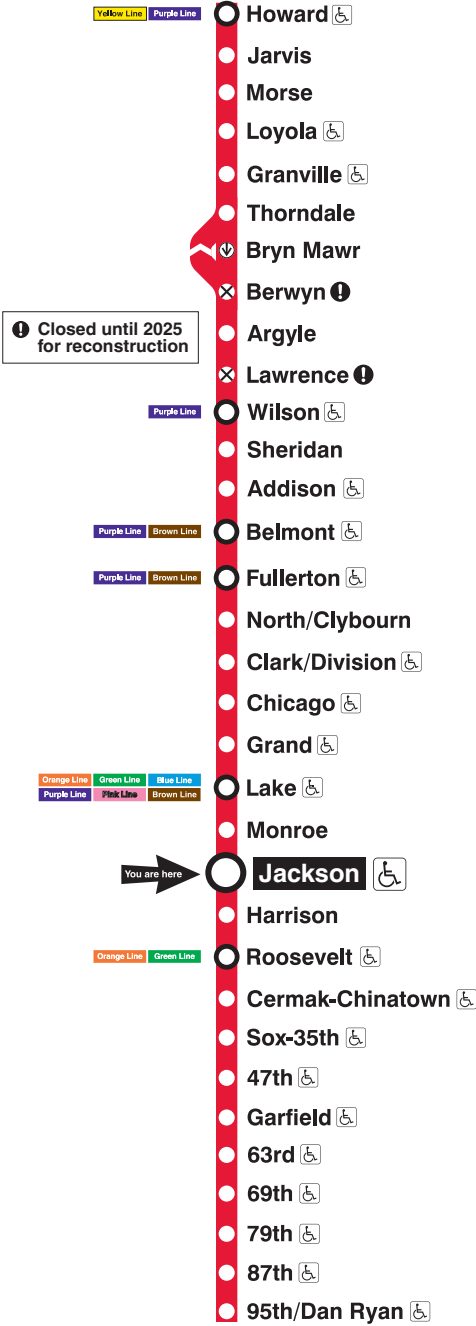 Yellow Line Purple Line Howard
Jarvis
Morse
Loyola
Granville
Thorndale
Bryn Mawr
Berwyn !
! Closed until 2025
for reconstruction
Argyle
Lawrence !
Purple Line Wilson
Sheridan
Addison
Purple Line Brown Line Belmont
Purple Line Brown Line Fullerton
North/Clybourn
Clark/Division
Chicago
Grand
Orange Line Green Line Blue Line
Purple Line Pink Line Brown Line
Lake
Monroe
You are here Jackson
Harrison
Orange Line Green Line Roosevelt
Cermak-Chinatown
Sox-35th
47th
Garfield
63rd
69th
79th
87th
95th/Dan Ryan